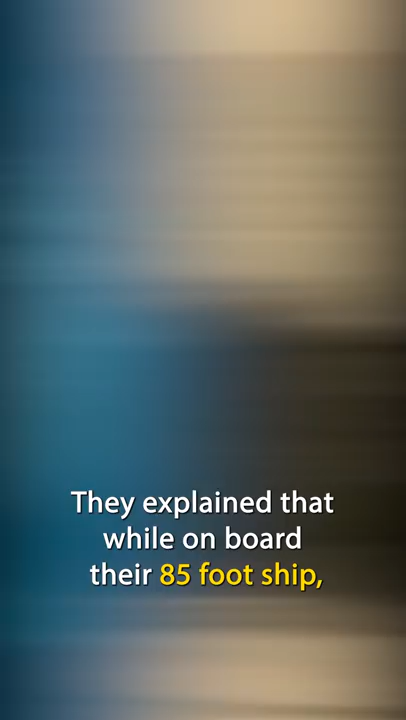 They explained that
while on board
their 85 foot ship,